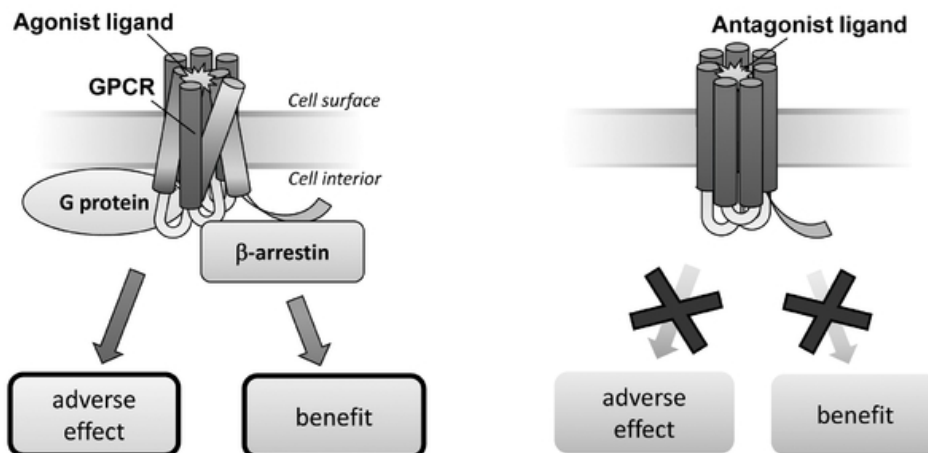 Agonist ligand
GPCR
Cell surface
Cell interior
G protein
β-arrestin
adverse
effect
benefit
Antagonist ligand
adverse
effect
benefit